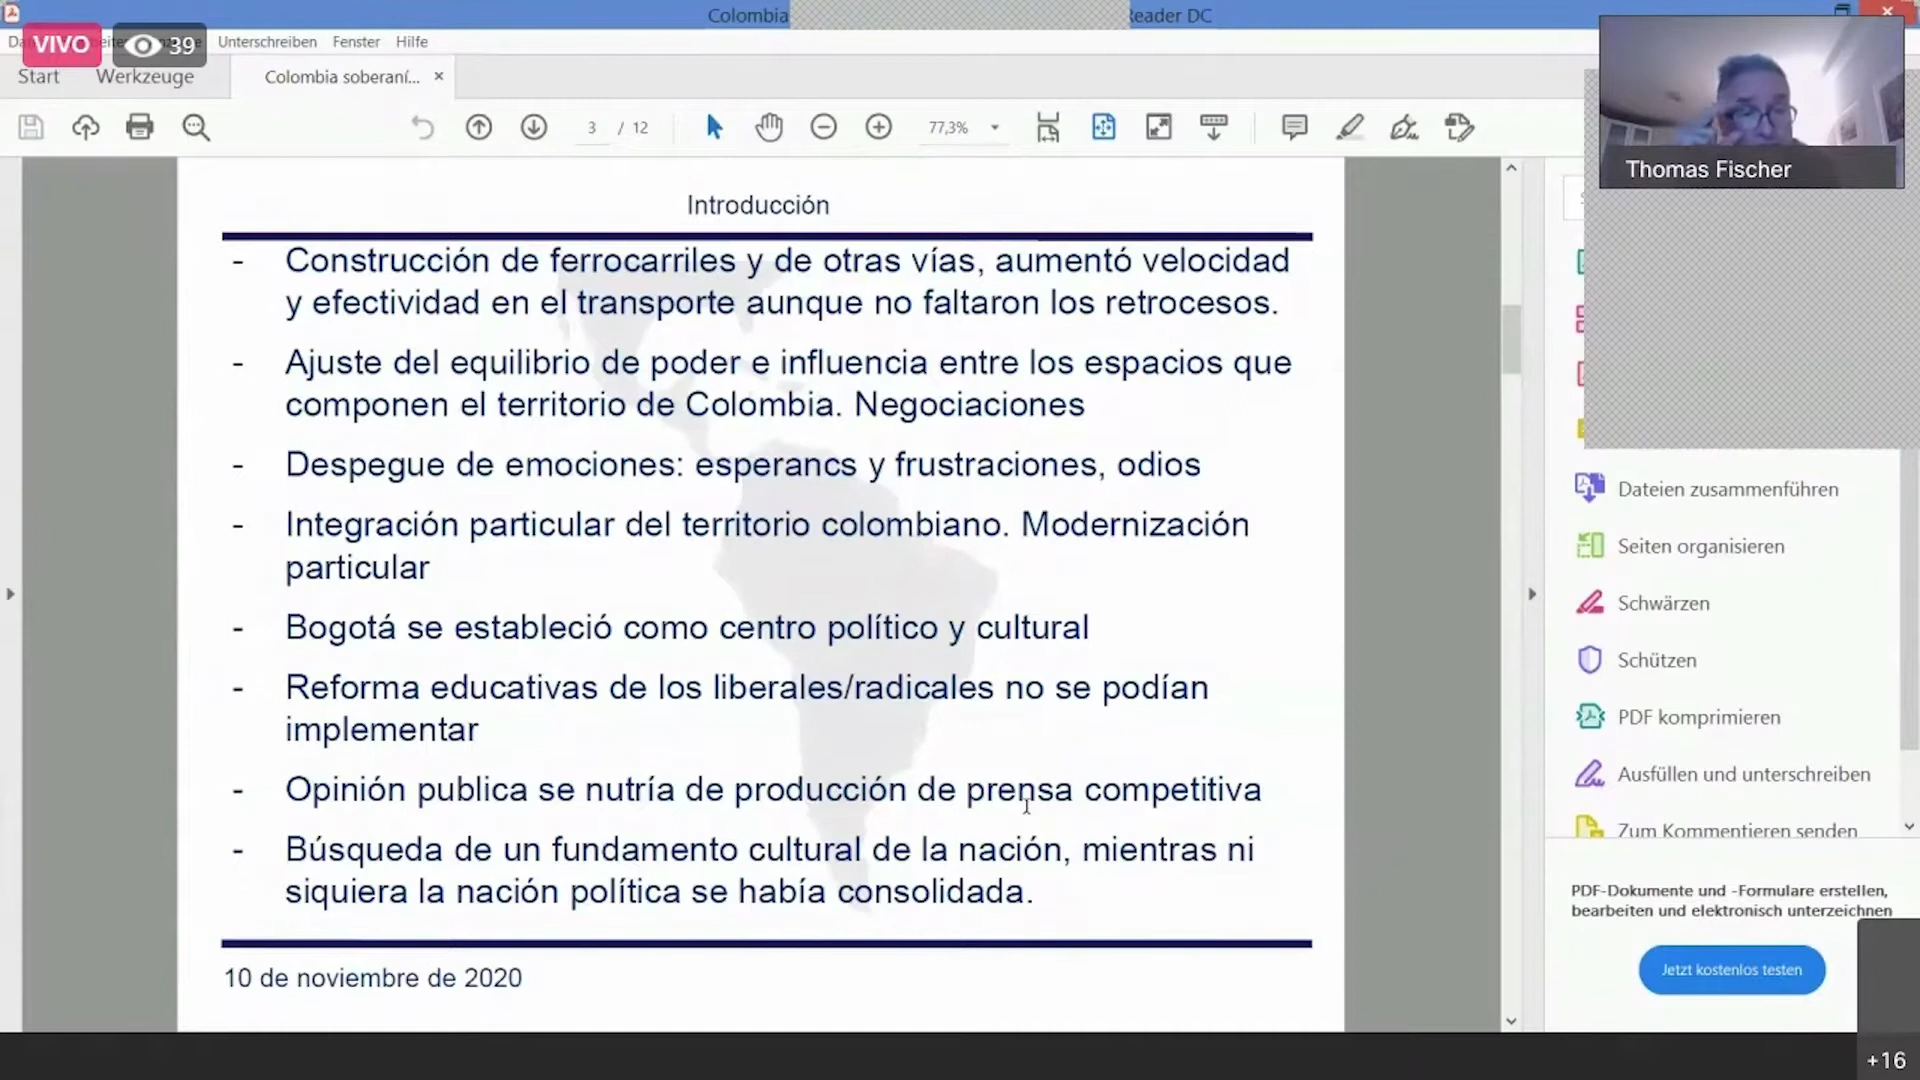 Colombia
Reader DC
VIVO
39
Unterschreiben Fenster Hilfe
Start Werkzeuge Colombia soberaní...
3 / 12 77,3%
Thomas Fischer
Introducción
- Construcción de ferrocarriles y de otras vías, aumentó velocidad
y efectividad en el transporte aunque no faltaron los retrocesos.
- Ajuste del equilibrio de poder e influencia entre los espacios que
componen el territorio de Colombia. Negociaciones
- Despegue de emociones: esperancs y frustraciones, odios
- Integración particular del territorio colombiano. Modernización
particular
- Bogotá se estableció como centro político y cultural
- Reforma educativas de los liberales/radicales no se podían
implementar
- Opinión publica se nutría de producción de prensa competitiva
- Búsqueda de un fundamento cultural de la nación, mientras ni
siquiera la nación política se había consolidada.
10 de noviembre de 2020
Dateien zusammenführen
Seiten organisieren
Schwärzen
Schützen
PDF komprimieren
Ausfüllen und unterschreiben
Zum Kommentieren senden
PDF-Dokumente und -Formulare erstellen,
bearbeiten und elektronisch unterzeichnen
Jetzt kostenlos testen
+16